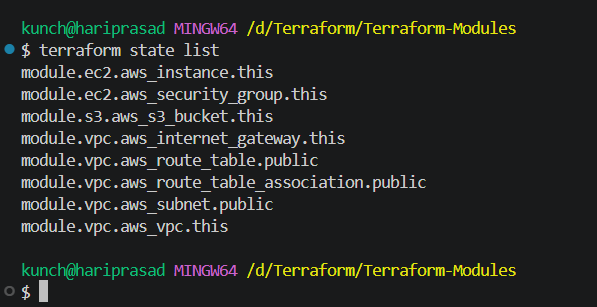 kunch@hariprasad MINGW64 /d/Terraform/Terraform-Modules
$ terraform state list
module.ec2.aws_instance.this
module.ec2.aws_security_group.this
module.s3.aws_s3_bucket.this
module.vpc.aws_internet_gateway.this
module.vpc.aws_route_table.public
module.vpc.aws_route_table_association.public
module.vpc.aws_subnet.public
module.vpc.aws_vpc.this
kunch@hariprasad MINGW64 /d/Terraform/Terraform-Modules
$